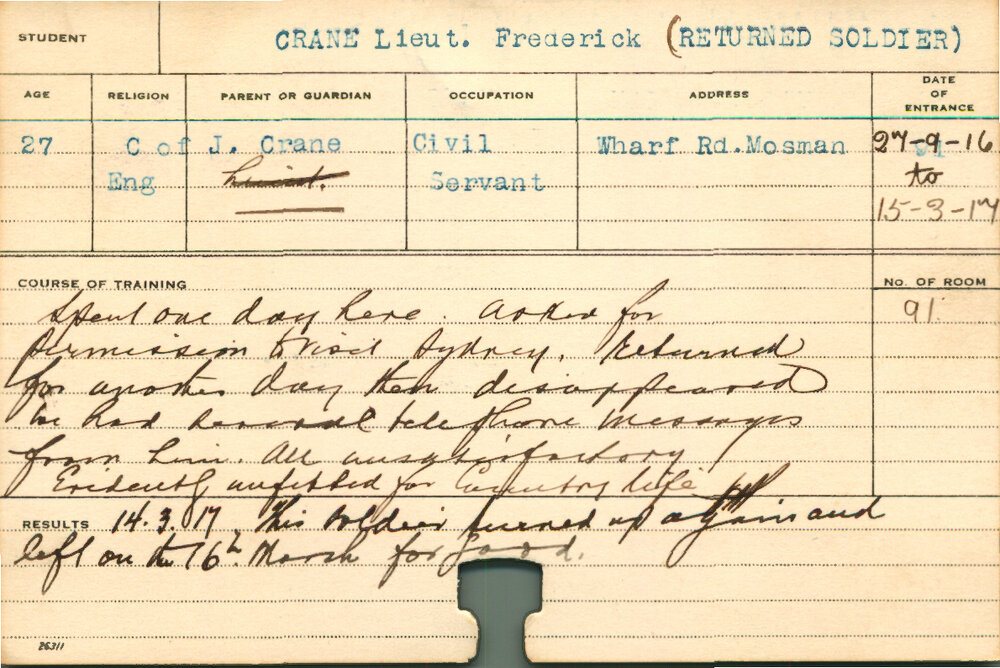 STUDENT CRANE Lieut. Frederick (RETURNED SOLDIER)
AGE RELIGION PARENT OR GUARDIAN OCCUPATION ADDRESS DATE OF ENTRANCE
27 C of J. Crane Civil Wharf Rd. Mosman 27-9-16
Eng Servant to
15-3-17
COURSE OF TRAINING No. OF ROOM
Spent one day here. Asked for 91
permission to visit Sydney. Returned
for another day then disappeared
we had several telephone messages
from him. All unsatisfactory
Evidently unfitted for Country life
RESULTS 14.3.17. This soldier turned up again and
left on the 16th March for good.
26311